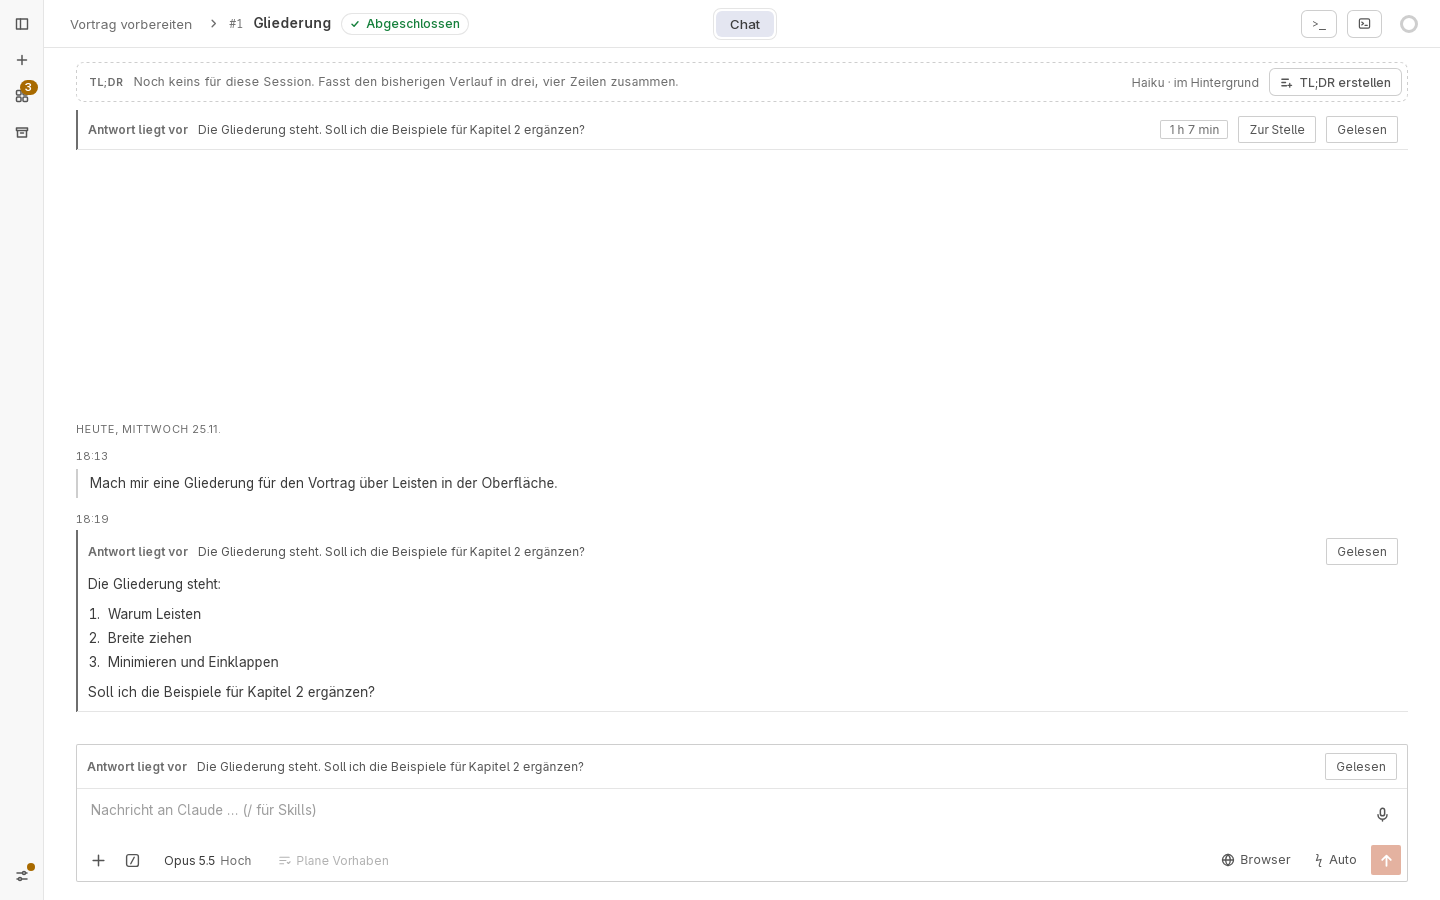 Vortrag vorbereiten > #1 Gliederung Abgeschlossen
Chat
>_
3
TL;DR Noch keins für diese Session. Fasst den bisherigen Verlauf in drei, vier Zeilen zusammen. Haiku · im Hintergrund TL;DR erstellen
Antwort liegt vor Die Gliederung steht. Soll ich die Beispiele für Kapitel 2 ergänzen? 1 h 7 min Zur Stelle Gelesen
HEUTE, MITTWOCH 25.11.
18:13
Mach mir eine Gliederung für den Vortrag über Leisten in der Oberfläche.
18:19
Antwort liegt vor Die Gliederung steht. Soll ich die Beispiele für Kapitel 2 ergänzen? Gelesen
Die Gliederung steht:
1. Warum Leisten
2. Breite ziehen
3. Minimieren und Einklappen
Soll ich die Beispiele für Kapitel 2 ergänzen?
Antwort liegt vor Die Gliederung steht. Soll ich die Beispiele für Kapitel 2 ergänzen? Gelesen
Nachricht an Claude … (/ für Skills)
Opus 5.5 Hoch Plane Vorhaben Browser Auto